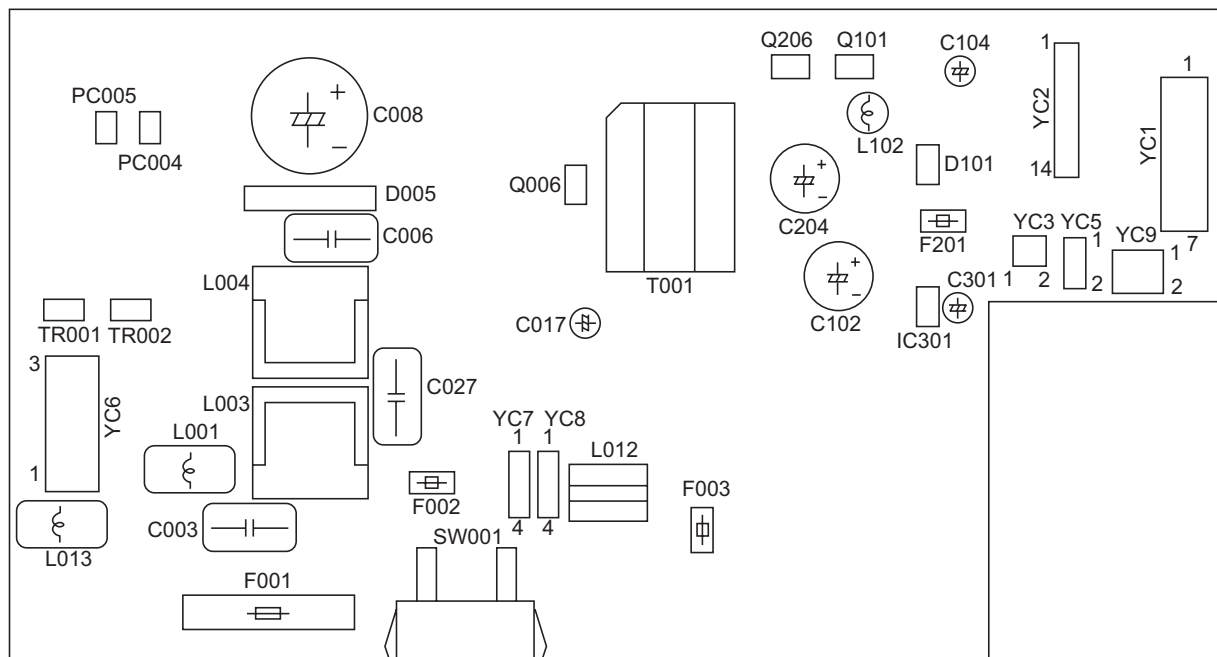 Q206
Q101
C104
1
1
PC005
C008
YC2
YC1
PC004
L102
14
D101
Q006
D005
C204
F201
C006
YC3
YC5
YC9
1
1
7
L004
T001
1
2
2
2
C301
C017
C102
IC301
TR001
TR002
3
C027
YC6
L003
L001
YC7
YC8
1
1
L012
1
F002
F003
C003
4
4
L013
SW001
F001